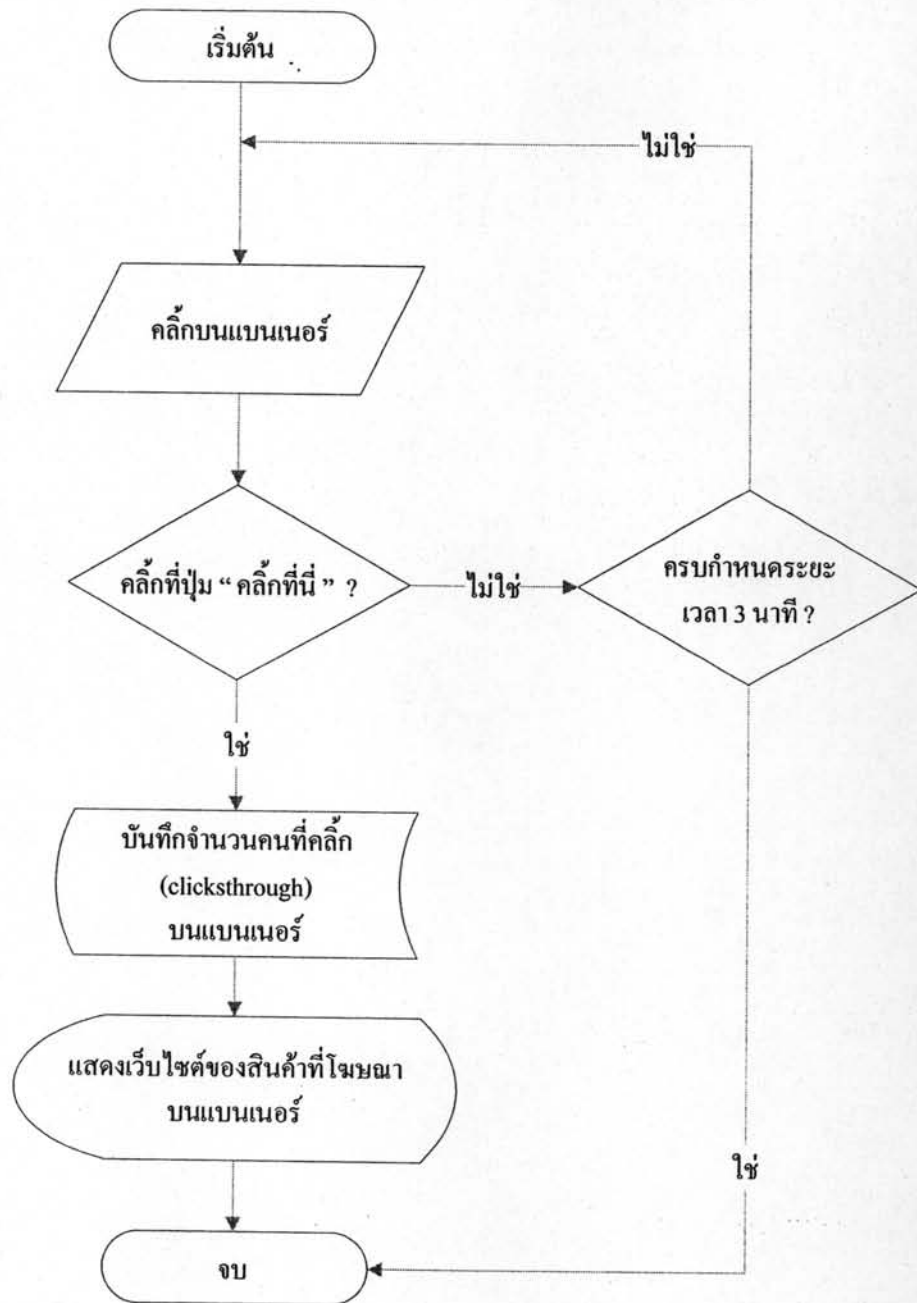 เริ่มต้น
ไม่ใช่
คลิ้กบนแบนเนอร์
คลิ้กที่ปุ่ม “ คลิ้กที่นี่ ” ?
ไม่ใช่
ครบกำหนดระยะ
เวลา 3 นาที ?
ใช่
บันทึกจำนวนคนที่คลิ้ก
(clicksthrough)
บนแบนเนอร์
แสดงเว็บไซต์ของสินค้าที่โฆษณา
บนแบนเนอร์
ใช่
จบ